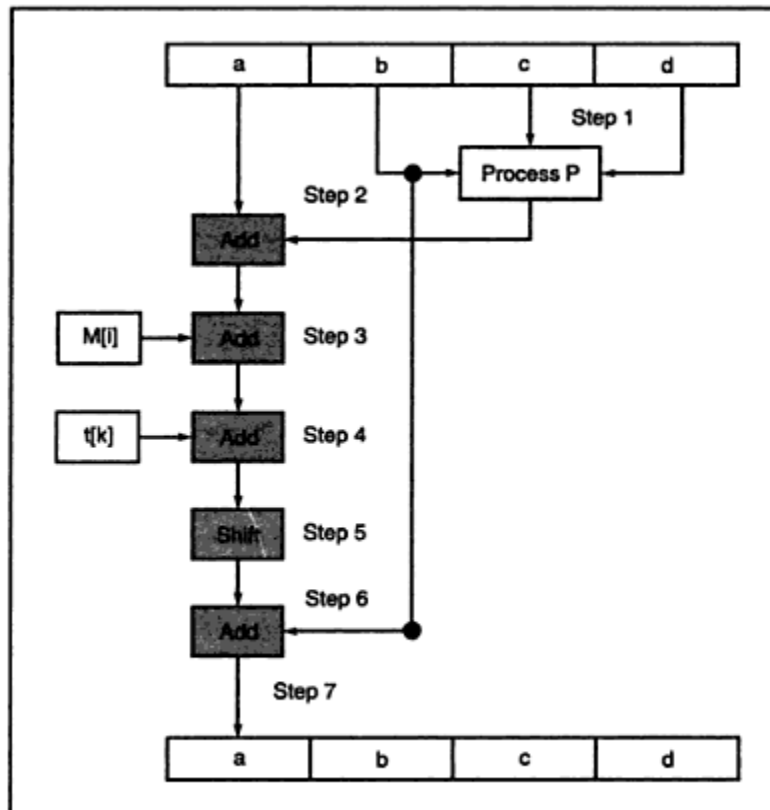 a b c d
Step 1
Process P
Step 2
Add
M[i] Add Step 3
t[k] Add Step 4
Shift Step 5
Step 6
Add
Step 7
a b c d